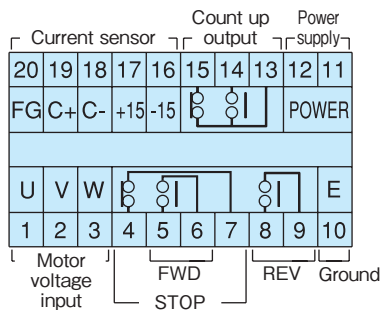 Current sensor
Count up
output
Power
supply
20 19 18 17 16 15 14 13 12 11
FG C+ C- +15 -15 POWER
U V W E
1 2 3 4 5 6 7 8 9 10
Motor
voltage
input
FWD
STOP
REV
Ground